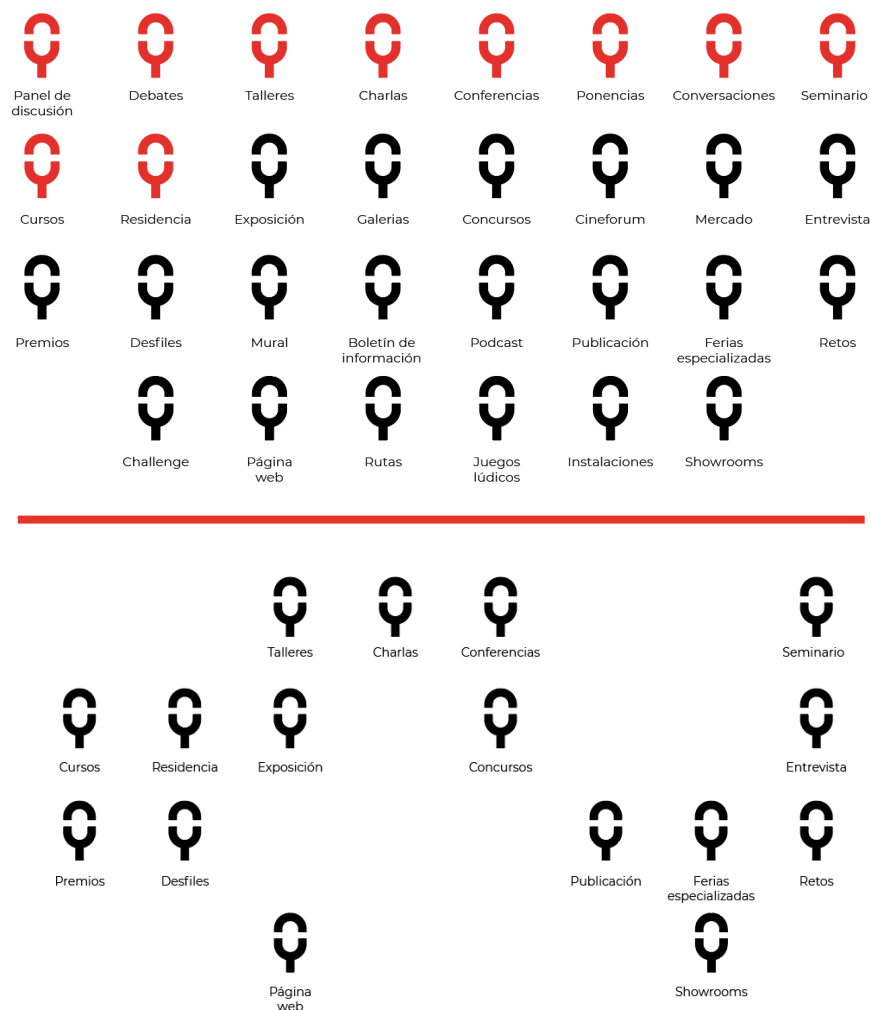 Panel de
discusión
Debates
Talleres
Charlas
Conferencias
Ponencias
Conversaciones
Seminario
Cursos
Residencia
Exposición
Galerias
Concursos
Cineforum
Mercado
Entrevista
Premios
Desfiles
Mural
Boletín de
información
Podcast
Publicación
Ferias
especializadas
Retos
Challenge
Página
web
Rutas
Juegos
lúdicos
Instalaciones
Showrooms
Talleres
Charlas
Conferencias
Seminario
Cursos
Residencia
Exposición
Concursos
Entrevista
Premios
Desfiles
Publicación
Ferias
especializadas
Retos
Página
web
Showrooms